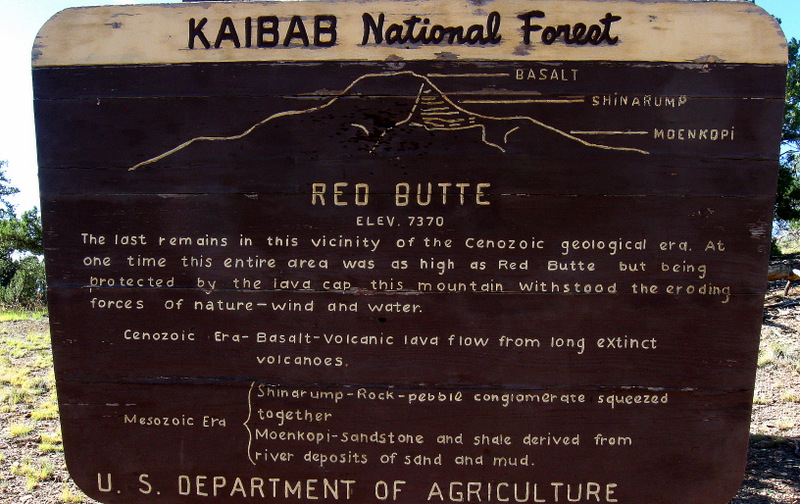 KAIBAB National Forest
BASALT
SHINARUMP
MOENKOPI
RED BUTTE
ELEV. 7370
The last remains in this vicinity of the Cenozoic geological era. At
one time this entire area was as high as Red Butte but being
protected by the lava cap this mountain withstood the eroding
forces of nature-wind and water.
Cenozoic Era-Basalt-Volcanic lava flow from long extinct
volcanoes.
Shinarump-Rock-pebble conglomerate squeezed
together
Mesozoic Era
Moenkopi-sandstone and shale derived from
river deposits of sand and mud.
U. S. DEPARTMENT OF AGRICULTURE